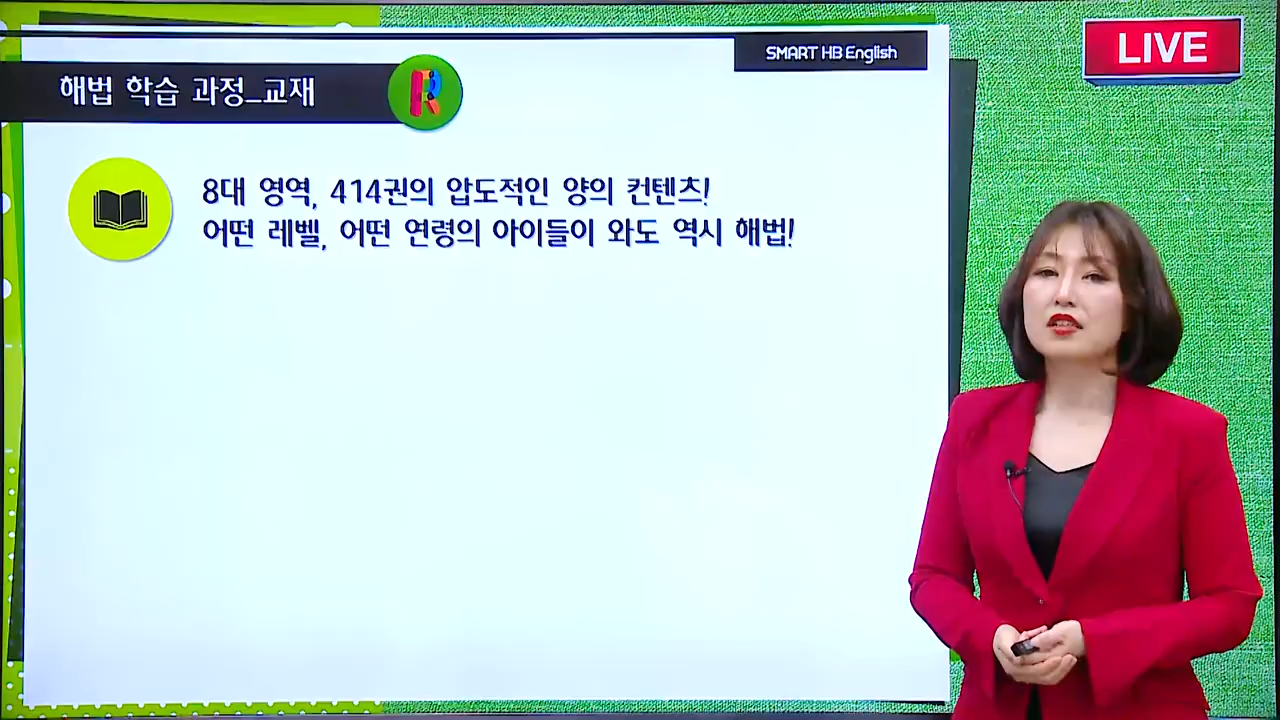 SMART HB English
LIVE
해법 학습 과정_교재
R
8대 영역, 414권의 압도적인 양의 컨텐츠!
어떤 레벨, 어떤 연령의 아이들이 와도 역시 해법!